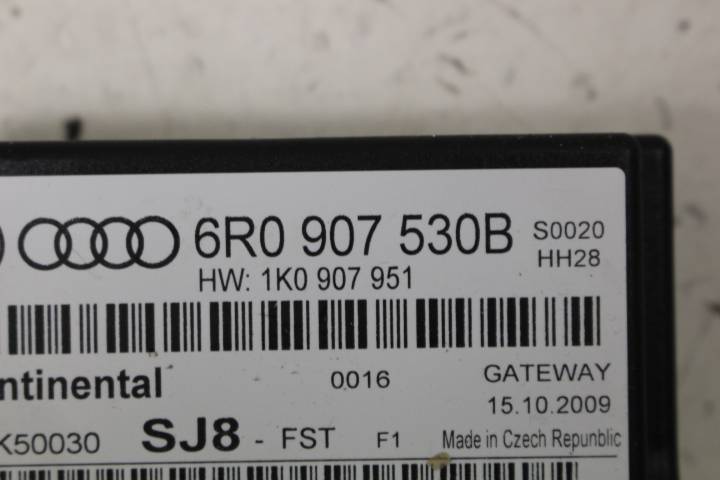 6R0 907 530B S0020
HW: 1K0 907 951 HH28
ntinental 0016 GATEWAY
15.10.2009
K50030 SJ8 - FST F1 Made in Czech Repunblic